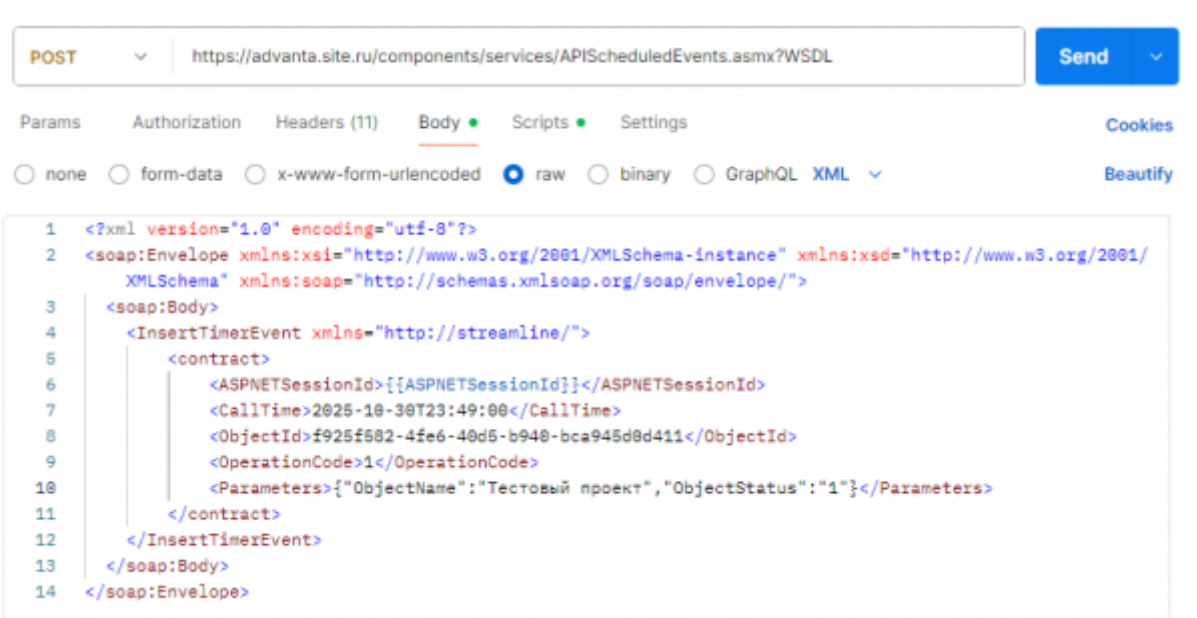 POST https://advanta.site.ru/components/services/APIScheduledEvents.asmx?WSDL Send
Params Authorization Headers (11) Body Scripts Settings Cookies
none form-data x-www-form-urlencoded raw binary GraphQL XML Beautify
1 <?xml version="1.0" encoding="utf-8"?>
2 <soap:Envelope xmlns:xsi="http://www.w3.org/2001/XMLSchema-instance" xmlns:xsd="http://www.w3.org/2001/
XMLSchema" xmlns:soap="http://schemas.xmlsoap.org/soap/envelope/">
3 <soap:Body>
4 <InsertTimerEvent xmlns="http://streamline/">
5 <contract>
6 <ASPNETSessionId>{{ASPNETSessionId}}</ASPNETSessionId>
7 <CallTime>2025-10-30T23:49:00</CallTime>
8 <ObjectId>f925f582-4fe6-40d5-b940-bca945d0d411</ObjectId>
9 <OperationCode>1</OperationCode>
10 <Parameters>{"ObjectName":"Тестовый проект","ObjectStatus":"1"}</Parameters>
11 </contract>
12 </InsertTimerEvent>
13 </soap:Body>
14 </soap:Envelope>